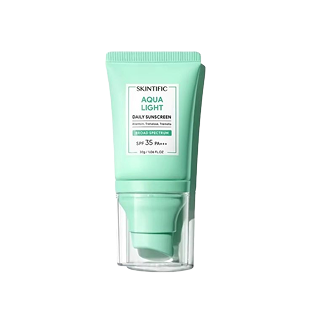 SKINTIFIC
AQUA
LIGHT
DAILY SUNSCREEN
BROAD SPECTRUM
SPF 35 PA+++